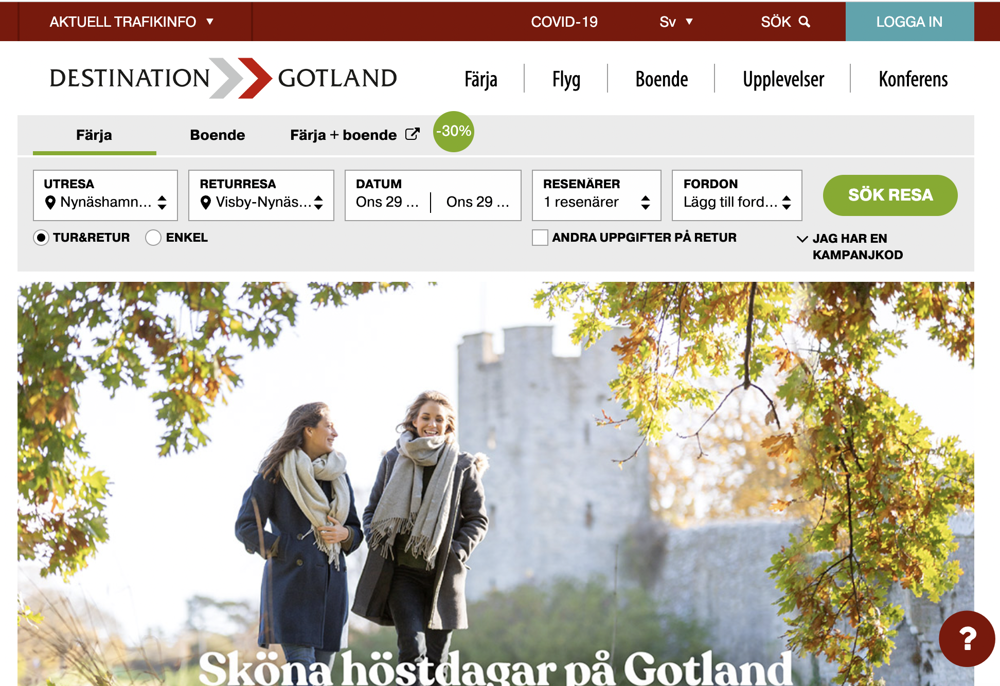 AKTUELL TRAFIKINFO
COVID-19
Sv
SÖK
LOGGA IN
DESTINATION GOTLAND
Färja
Flyg
Boende
Upplevelser
Konferens
Färja
Boende
Färja + boende
-30%
UTRESA
Nynäshamn...
RETURRESA
Visby-Nynäs...
DATUM
Ons 29 ...
Ons 29 ...
RESENÄRER
1 resenärer
FORDON
Lägg till ford...
SÖK RESA
TUR&RETUR
ENKEL
ANDRA UPPGIFTER PÅ RETUR
JAG HAR EN
KAMPANJKOD
Sköna höstdagar på Gotland
?